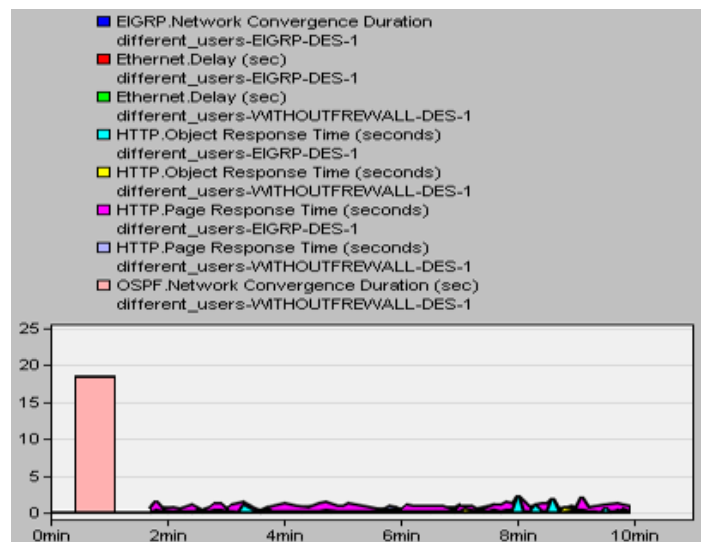 EIGRP.Network Convergence Duration
different_users-EIGRP-DES-1
Ethernet.Delay (sec)
different_users-EIGRP-DES-1
Ethernet.Delay (sec)
different_users-WITHOUTFREWALL-DES-1
HTTP.Object Response Time (seconds)
different_users-EIGRP-DES-1
HTTP.Object Response Time (seconds)
different_users-WITHOUTFREWALL-DES-1
HTTP.Page Response Time (seconds)
different_users-EIGRP-DES-1
HTTP.Page Response Time (seconds)
different_users-WITHOUTFREWALL-DES-1
OSPF.Network Convergence Duration (sec)
different_users-WITHOUTFREWALL-DES-1
25
20
15
10
5
0
0min 2min 4min 6min 8min 10min